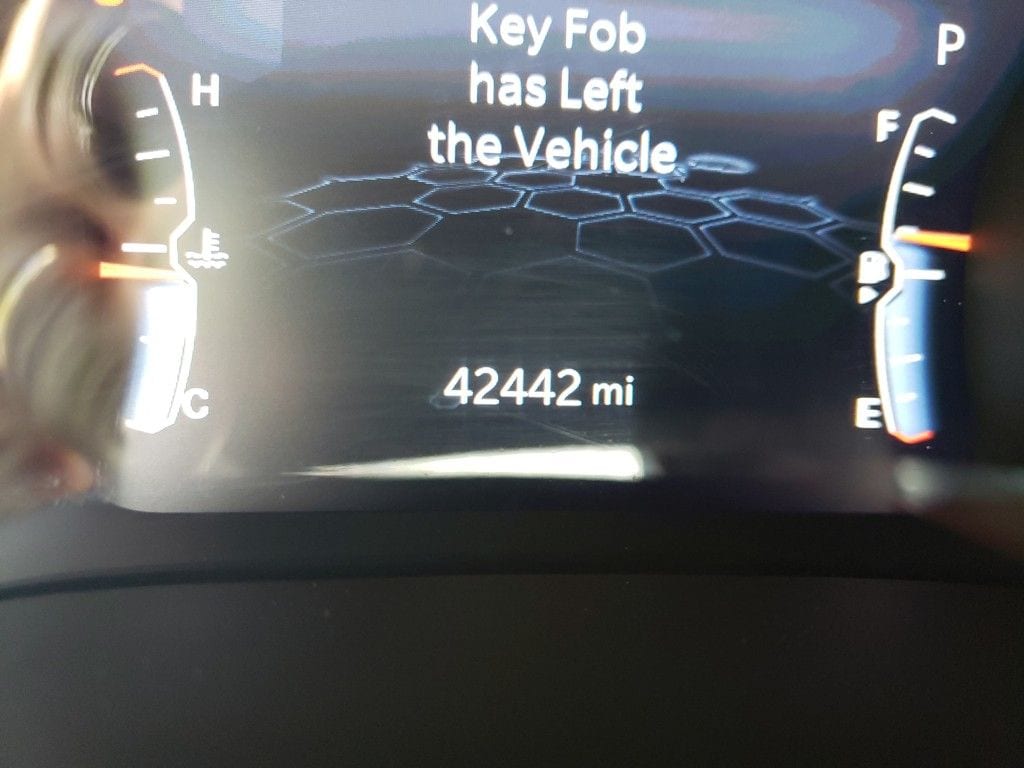 Key Fob
has Left
the Vehicle
P
H
F
C
42442 mi
E